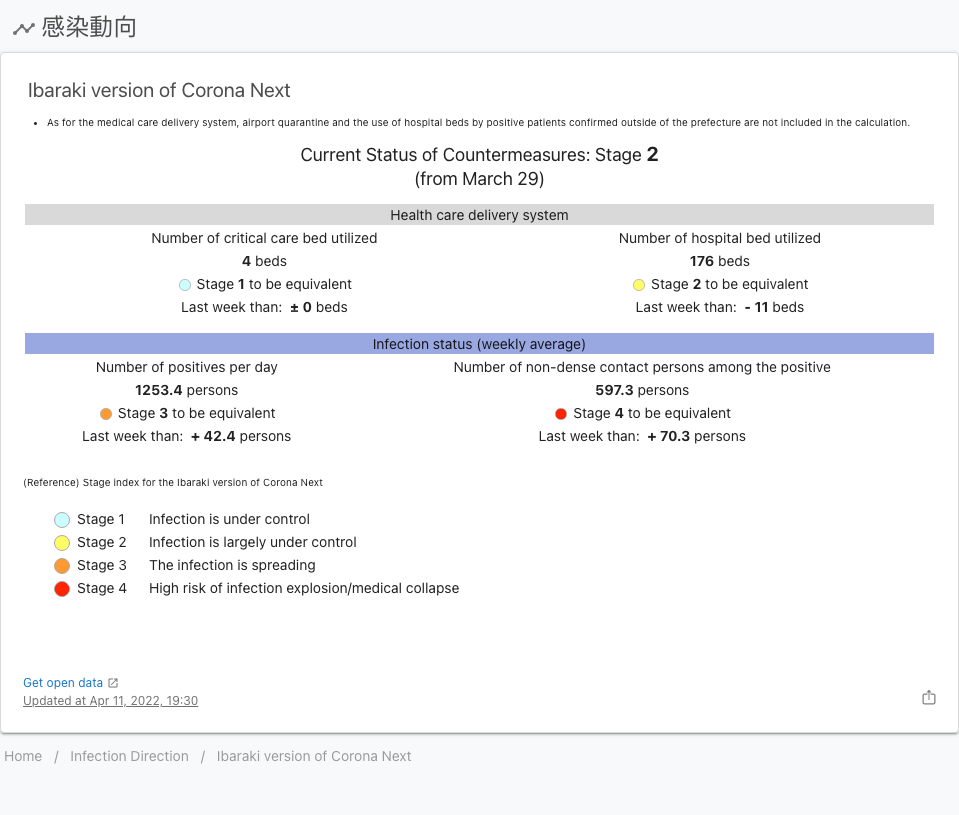 感染動向
Ibaraki version of Corona Next
• As for the medical care delivery system, airport quarantine and the use of hospital beds by positive patients confirmed outside of the prefecture are not included in the calculation.
Current Status of Countermeasures: Stage 2
(from March 29)
Health care delivery system
Number of critical care bed utilized
4 beds
Stage 1 to be equivalent
Last week than: ± 0 beds
Number of hospital bed utilized
176 beds
Stage 2 to be equivalent
Last week than: - 11 beds
Infection status (weekly average)
Number of positives per day
1253.4 persons
Stage 3 to be equivalent
Last week than: + 42.4 persons
Number of non-dense contact persons among the positive
597.3 persons
Stage 4 to be equivalent
Last week than: + 70.3 persons
(Reference) Stage index for the Ibaraki version of Corona Next
Stage 1 Infection is under control
Stage 2 Infection is largely under control
Stage 3 The infection is spreading
Stage 4 High risk of infection explosion/medical collapse
Get open data
Updated at Apr 11, 2022, 19:30
Home / Infection Direction / Ibaraki version of Corona Next